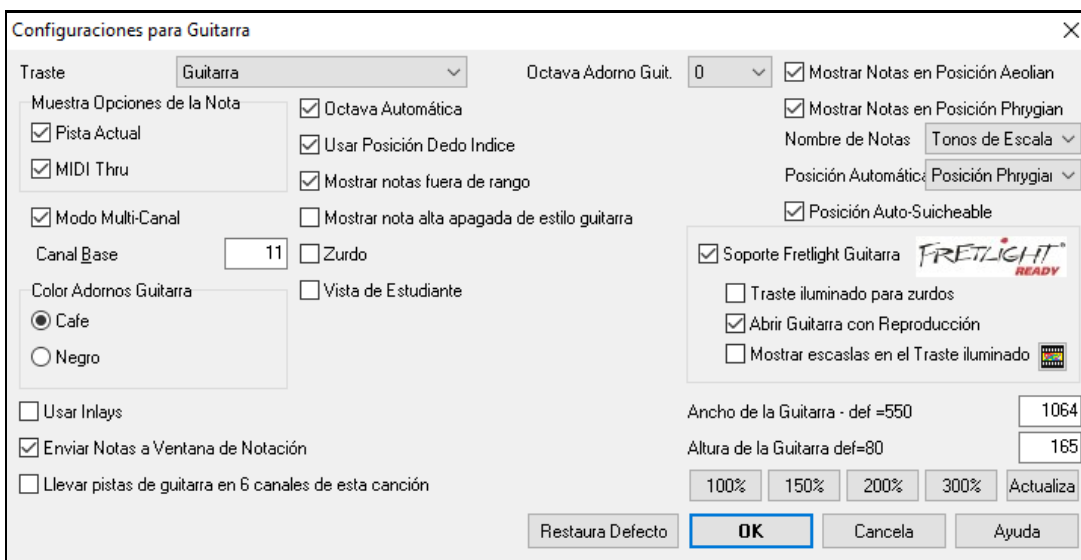 Configuraciones para Guitarra
Traste Guitarra Octava Adorno Guit. 0 Mostrar Notas en Posición Aeolian
Muestra Opciones de la Nota Octava Automática Mostrar Notas en Posición Phrygian
Pista Actual Usar Posición Dedo Indice Nombre de Notas Tonos de Escala
MIDI Thru Mostrar notas fuera de rango Posición Automática Posición Phrygiar
Modo Multi-Canal Mostrar nota alta apagada de estilo guitarra Posición Auto-Suicheable
Canal Base 11 Zurdo Soporte Fretlight Guitarra FRETLIGHT® READY
Color Adornos Guitarra Vista de Estudiante Traste iluminado para zurdos
Cafe Abrir Guitarra con Reproducción
Negro Mostrar escaslas en el Traste iluminado
Usar Inlays Ancho de la Guitarra - def =550 1064
Enviar Notas a Ventana de Notación Altura de la Guitarra def=80 165
Llevar pistas de guitarra en 6 canales de esta canción 100% 150% 200% 300% Actualiza
Restaura Defecto OK Cancela Ayuda